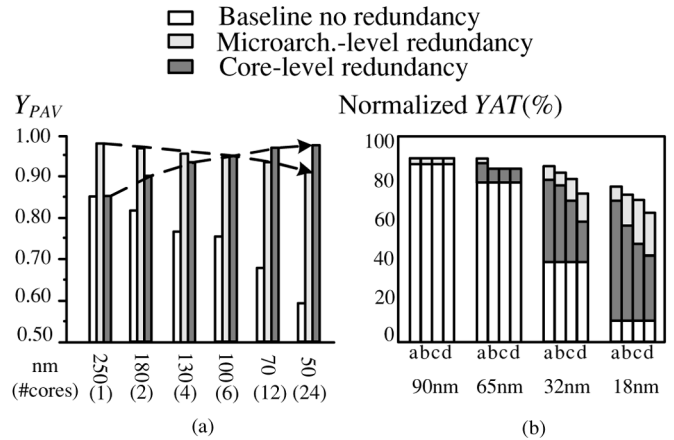 Baseline no redundancy
Microarch.-level redundancy
Core-level redundancy
Y_PAV
1.00
0.90
0.80
0.70
0.60
0.50
nm 250 180 130 100 70 50
(#cores) (1) (2) (4) (6) (12) (24)
(a)
Normalized YAT(%)
100
80
60
40
20
0
abcd abcd abcd abcd
90nm 65nm 32nm 18nm
(b)